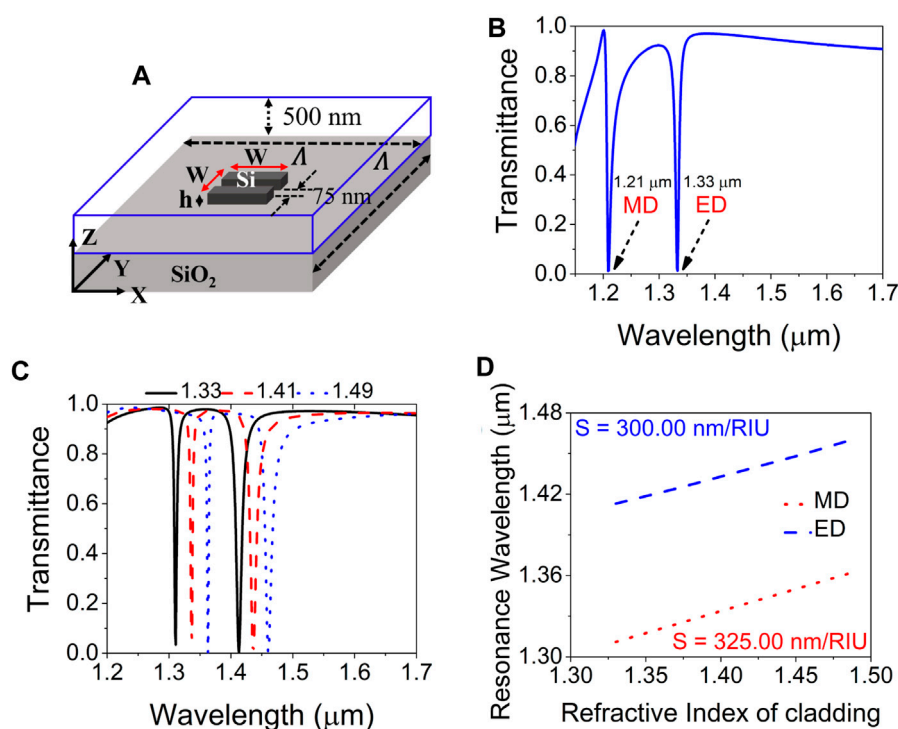 A
500 nm
W
W
Λ
Λ
Si
h
75 nm
Z
Y
X
SiO2
B
Transmittance
1.0
0.8
0.6
0.4
0.2
0.0
1.21 μm
MD
1.33 μm
ED
1.2 1.3 1.4 1.5 1.6 1.7
Wavelength (μm)
C
1.33 1.41 1.49
Transmittance
1.0
0.8
0.6
0.4
0.2
0.0
1.2 1.3 1.4 1.5 1.6 1.7
Wavelength (μm)
D
Resonance Wavelength (μm)
1.48
1.42
1.36
1.30
S = 300.00 nm/RIU
MD
ED
S = 325.00 nm/RIU
1.30 1.35 1.40 1.45 1.50
Refractive Index of cladding